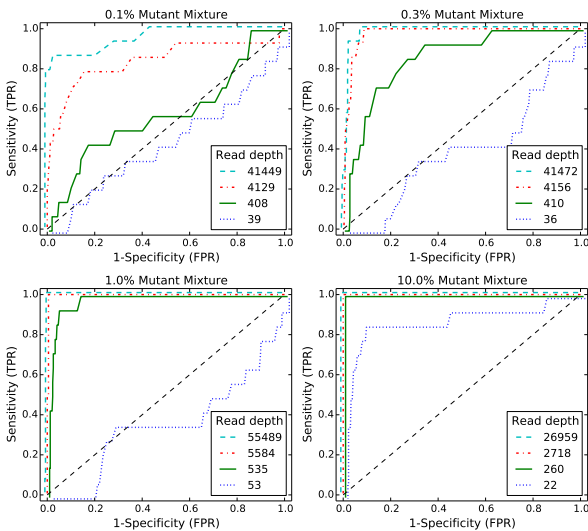 0.1% Mutant Mixture
Sensitivity (TPR)
1.0
0.8
0.6
0.4
0.2
0.0
Read depth
41449
4129
408
39
0.0 0.2 0.4 0.6 0.8 1.0
1-Specificity (FPR)
0.3% Mutant Mixture
Sensitivity (TPR)
1.0
0.8
0.6
0.4
0.2
0.0
Read depth
41472
4156
410
36
0.0 0.2 0.4 0.6 0.8 1.0
1-Specificity (FPR)
1.0% Mutant Mixture
Sensitivity (TPR)
1.0
0.8
0.6
0.4
0.2
0.0
Read depth
55489
5584
535
53
0.0 0.2 0.4 0.6 0.8 1.0
1-Specificity (FPR)
10.0% Mutant Mixture
Sensitivity (TPR)
1.0
0.8
0.6
0.4
0.2
0.0
Read depth
26959
2718
260
22
0.0 0.2 0.4 0.6 0.8 1.0
1-Specificity (FPR)